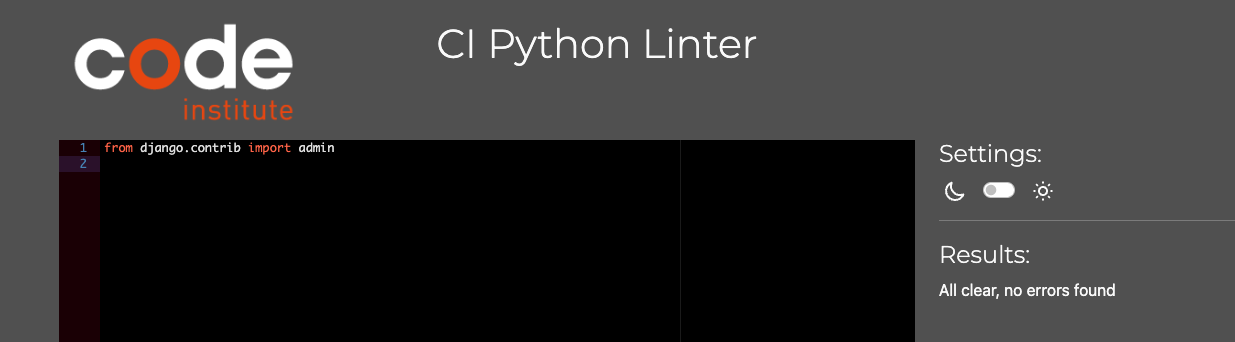 code
institute
CI Python Linter
1 from django.contrib import admin
2
Settings:
Results:
All clear, no errors found